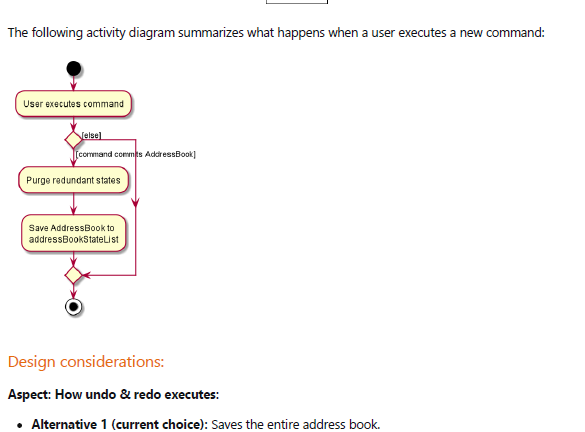 The following activity diagram summarizes what happens when a user executes a new command:
User executes command
[else]
[command commits AddressBook]
Purge redundant states
Save AddressBook to
addressBookStateList
Design considerations:
Aspect: How undo & redo executes:
• Alternative 1 (current choice): Saves the entire address book.